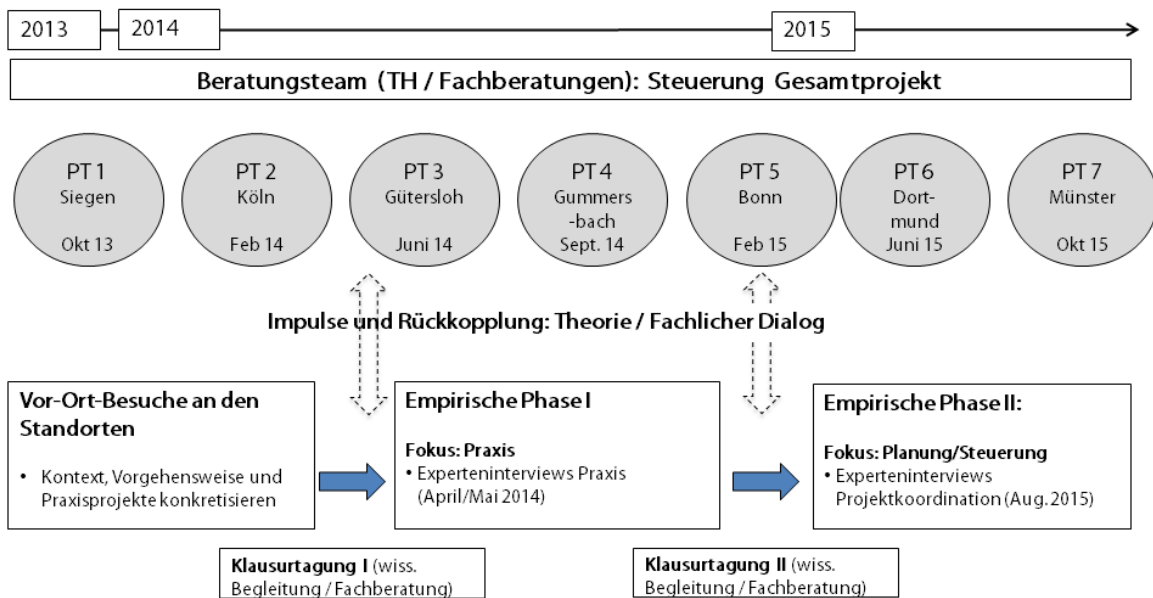 2013
2014
2015
Beratungsteam (TH / Fachberatungen): Steuerung Gesamtprojekt
PT 1
Siegen
Okt 13
PT 2
Köln
Feb 14
PT 3
Gütersloh
Juni 14
PT 4
Gummers
-bach
Sept. 14
PT 5
Bonn
Feb 15
PT 6
Dort-
mund
Juni 15
PT 7
Münster
Okt 15
Impulse und Rückkopplung: Theorie / Fachlicher Dialog
Vor-Ort-Besuche an den
Standorten
• Kontext, Vorgehensweise und
Praxisprojekte konkretisieren
Empirische Phase I
Fokus: Praxis
• Experteninterviews Praxis
(April/Mai 2014)
Empirische Phase II:
Fokus: Planung/Steuerung
• Experteninterviews
Projektkoordination (Aug. 2015)
Klausurtagung I (wiss.
Begleitung / Fachberatung)
Klausurtagung II (wiss.
Begleitung / Fachberatung)